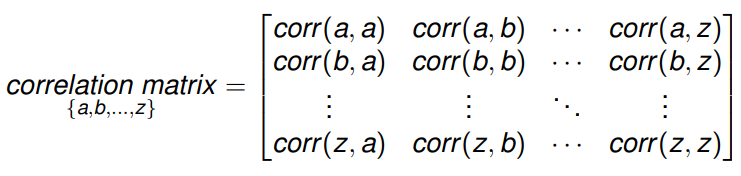 corr(a, a) corr(a, b) ⋯ corr(a, z)
corr(b, a) corr(b, b) ⋯ corr(b, z)
correlation matrix =
{a,b,...,z}
⋮ ⋮ ⋱ ⋮
corr(z, a) corr(z, b) ⋯ corr(z, z)